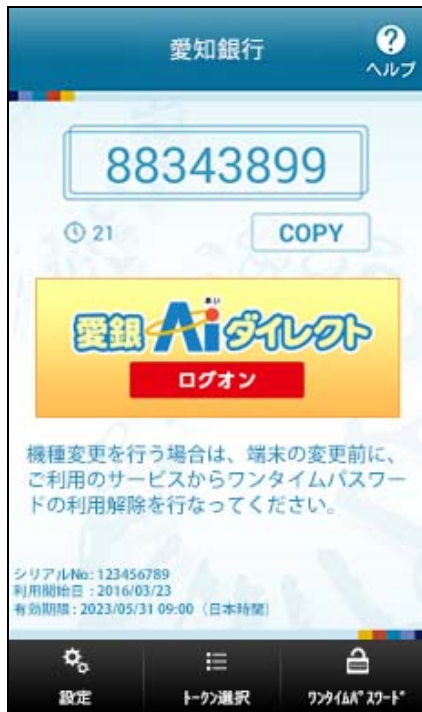 愛知銀行
?
ヘルプ
88343899
21
COPY
あい
愛銀Aiダイレクト
ログオン
機種変更を行う場合は、端末の変更前に、
ご利用のサービスからワンタイムパスワー
ドの利用解除を行なってください。
シリアルNo: 123456789
利用開始日 : 2016/03/23
有効期限 : 2023/05/31 09:00 (日本時間)
設定
トークン選択
ワンタイムパスワード